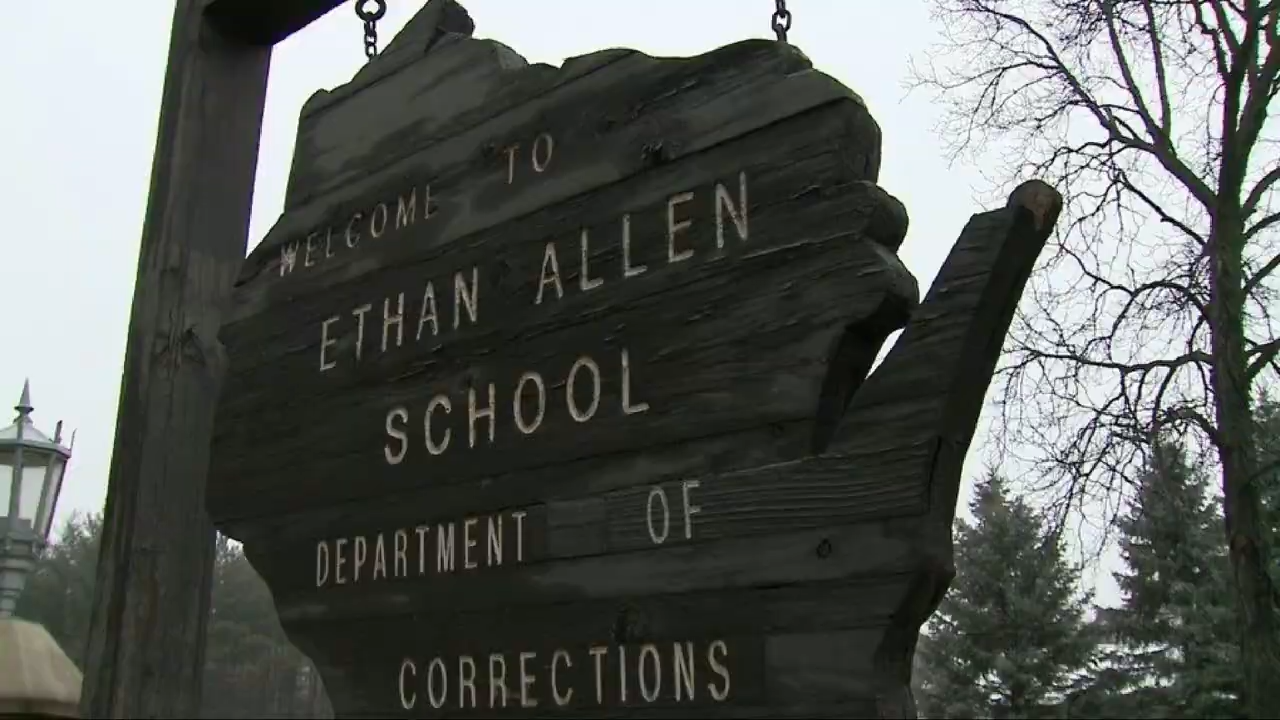 WELCOME TO
ETHAN ALLEN
SCHOOL
DEPARTMENT OF
CORRECTIONS